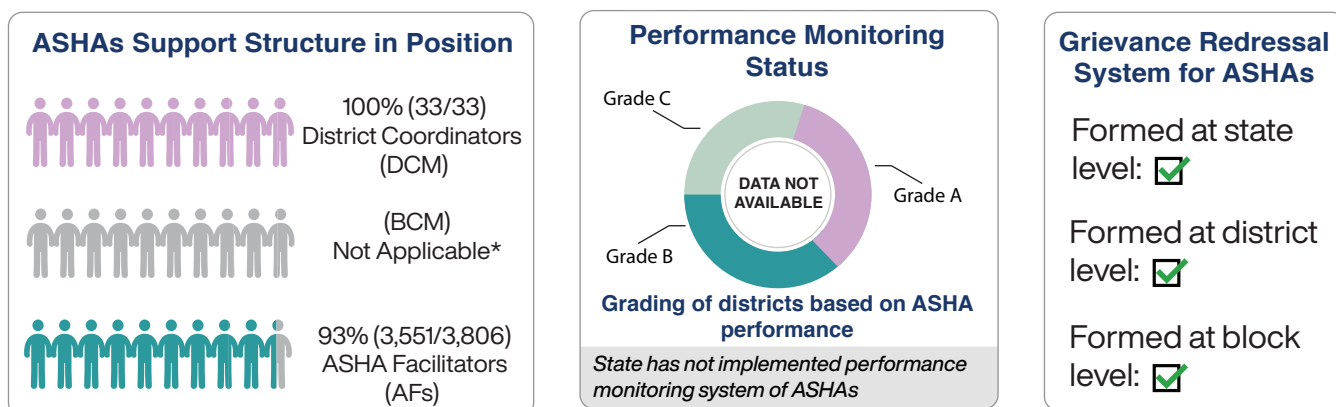 ASHAs Support Structure in Position
100% (33/33)
District Coordinators
(DCM)
(BCM)
Not Applicable*
93% (3,551/3,806)
ASHA Facilitators
(AFs)
Performance Monitoring
Status
Grade C
DATA NOT
AVAILABLE
Grade A
Grade B
Grading of districts based on ASHA
performance
State has not implemented performance
monitoring system of ASHAs
Grievance Redressal
System for ASHAs
Formed at state
level:
Formed at district
level:
Formed at block
level: